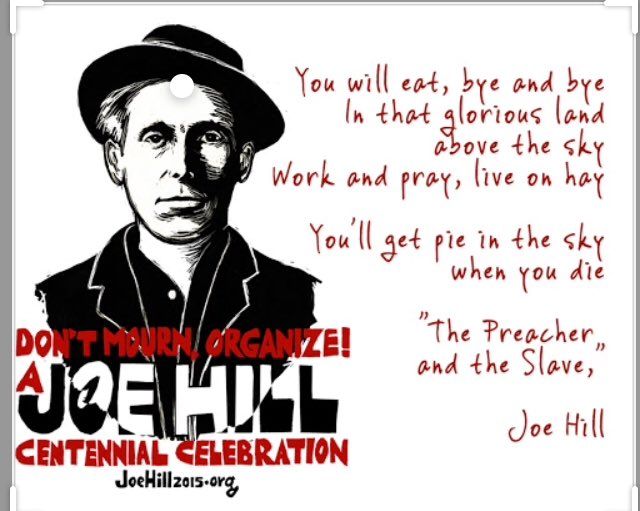 You will eat, bye and bye
In that glorious land
above the sky
Work and pray, live on hay
You'll get pie in the sky
when you die
"The Preacher
and the Slave,"
Joe Hill
DON'T MOURN, ORGANIZE!
A
JOE HILL
CENTENNIAL CELEBRATION
JoeHill2015.org